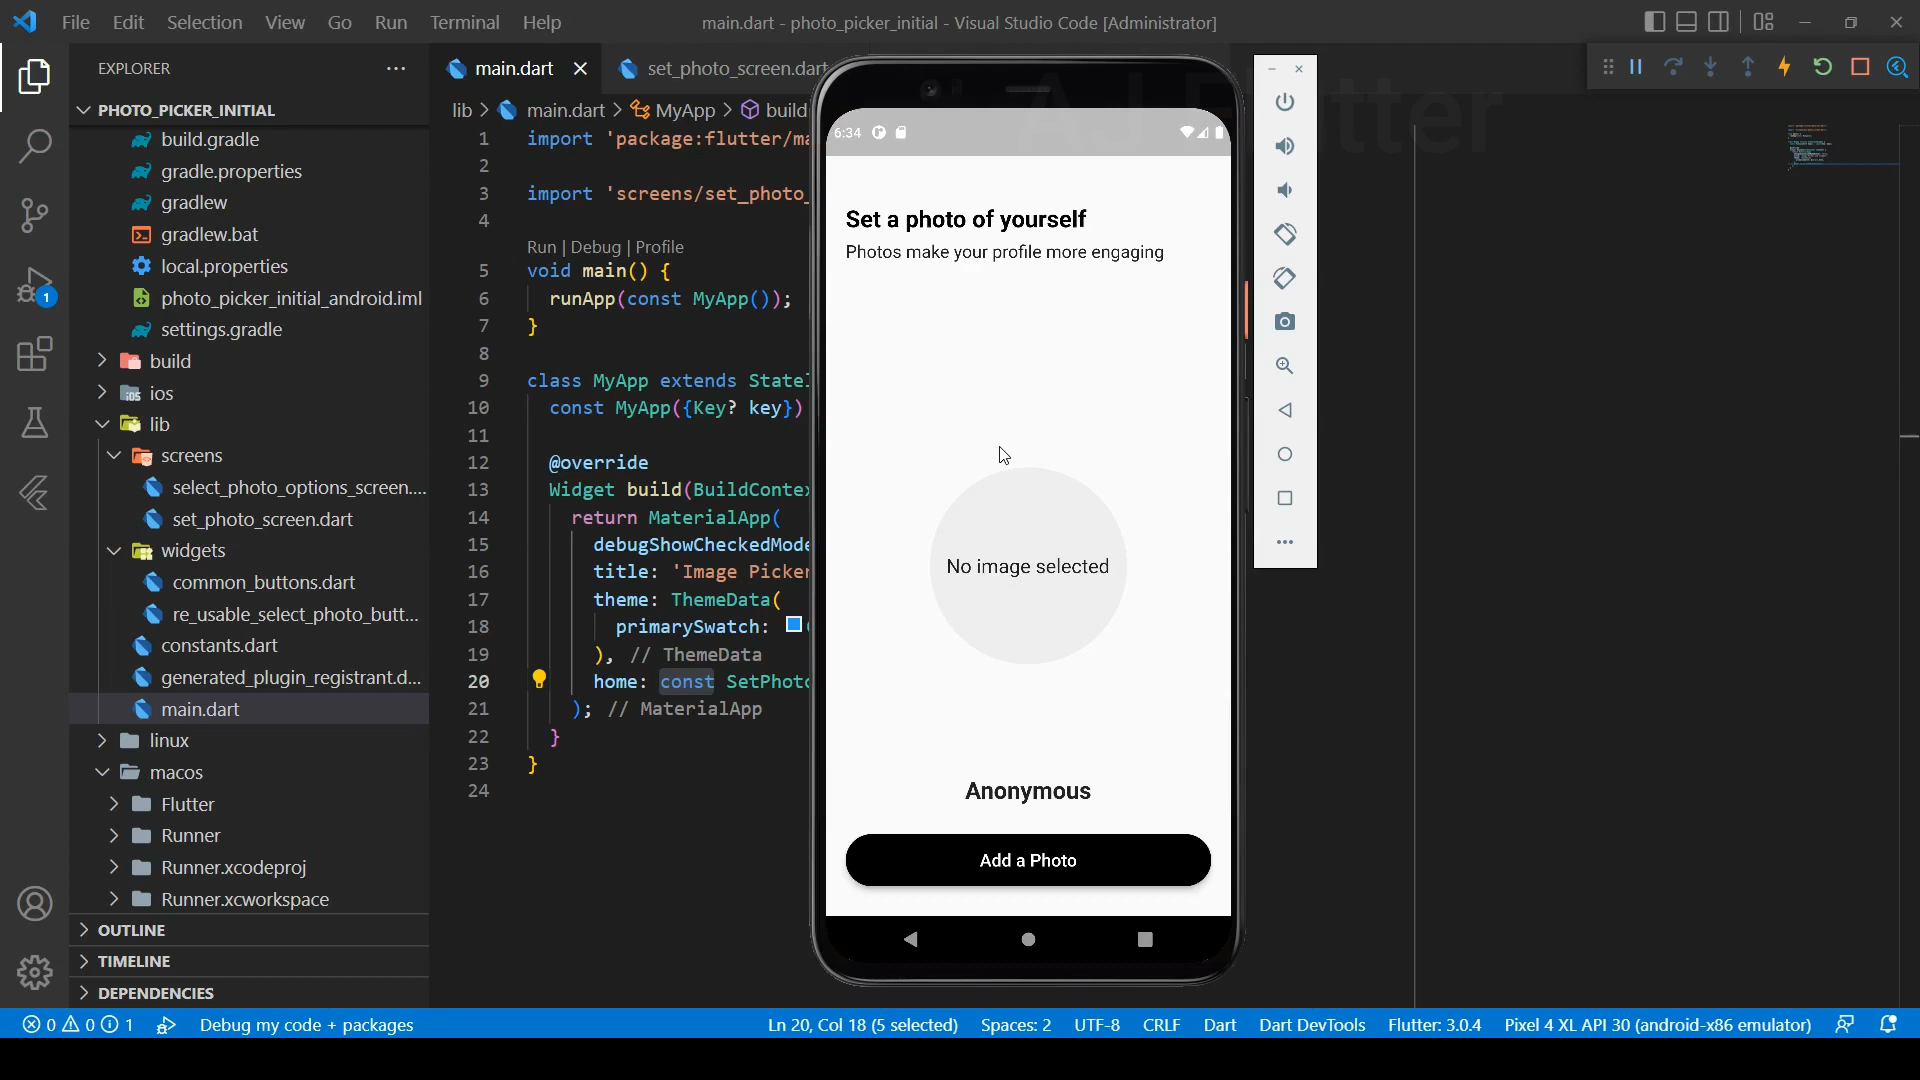 File Edit Selection View Go Run Terminal Help
main.dart - photo_picker_initial - Visual Studio Code [Administrator]
EXPLORER
PHOTO_PICKER_INITIAL
build.gradle
gradle.properties
gradlew
gradlew.bat
local.properties
photo_picker_initial_android.iml
settings.gradle
build
ios
lib
screens
select_photo_options_screen....
set_photo_screen.dart
widgets
common_buttons.dart
re_usable_select_photo_butt...
constants.dart
generated_plugin_registrant.d...
main.dart
linux
macos
Flutter
Runner
Runner.xcodeproj
Runner.xcworkspace
OUTLINE
TIMELINE
DEPENDENCIES
1
main.dart set_photo_screen.dart
lib > main.dart > MyApp > build
1 import 'package:flutter/ma
2
3 import 'screens/set_photo_
4
Run | Debug | Profile
5 void main() {
6 runApp(const MyApp());
7 }
8
9 class MyApp extends Statel
10 const MyApp({Key? key})
11
12 @override
13 Widget build(BuildContex
14 return MaterialApp(
15 debugShowCheckedMode
16 title: 'Image Picker
17 theme: ThemeData(
18 primarySwatch:
19 ), // ThemeData
20 home: const SetPhoto
21 ); // MaterialApp
22 }
23 }
24
AJ Flutter
6:34
Set a photo of yourself
Photos make your profile more engaging
No image selected
Anonymous
Add a Photo
0 0 1 Debug my code + packages Ln 20, Col 18 (5 selected) Spaces: 2 UTF-8 CRLF Dart Dart DevTools Flutter: 3.0.4 Pixel 4 XL API 30 (android-x86 emulator)